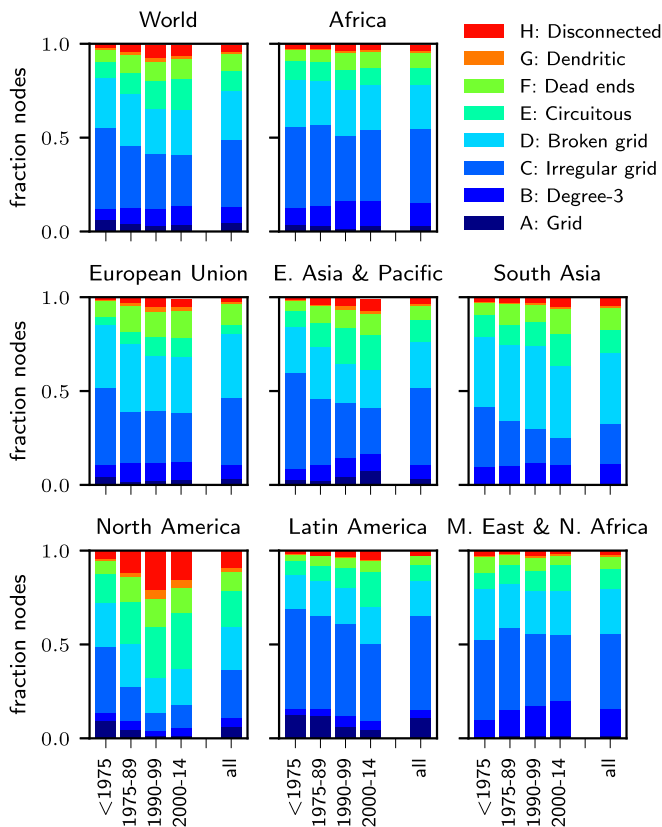 World
Africa
1.0
0.5
0.0
fraction nodes
H: Disconnected
G: Dendritic
F: Dead ends
E: Circuitous
D: Broken grid
C: Irregular grid
B: Degree-3
A: Grid
European Union
E. Asia & Pacific
South Asia
1.0
0.5
0.0
fraction nodes
North America
Latin America
M. East & N. Africa
1.0
0.5
0.0
fraction nodes
<1975
1975-89
1990-99
2000-14
all
<1975
1975-89
1990-99
2000-14
all
<1975
1975-89
1990-99
2000-14
all